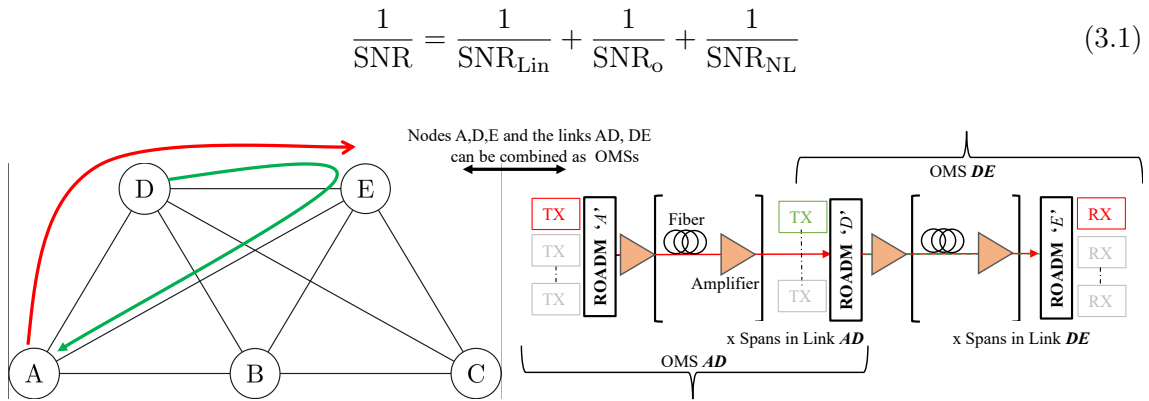 1/SNR = 1/SNR_Lin + 1/SNR_o + 1/SNR_NL (3.1)
Nodes A,D,E and the links AD, DE
can be combined as OMSs
OMS DE
D
E
A
B
C
TX
TX
TX
ROADM ‘A’
Fiber
Amplifier
x Spans in Link AD
OMS AD
TX
TX
ROADM ‘D’
x Spans in Link DE
ROADM ‘E’
RX
RX
RX